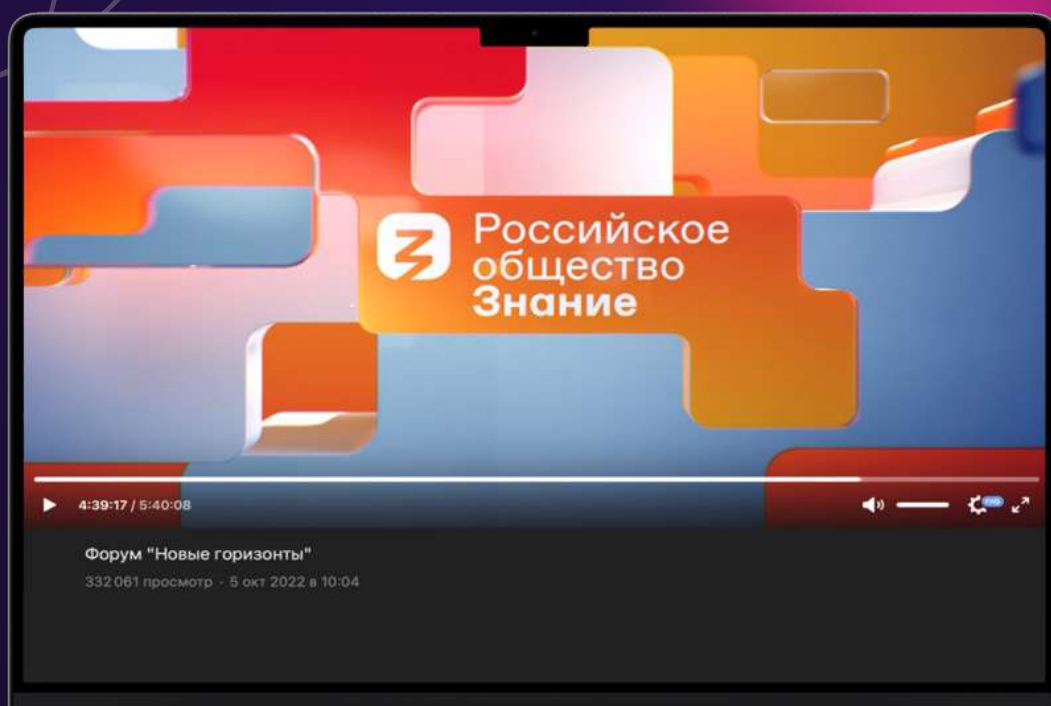 Российское
общество
Знание
4:39:17 / 5:40:08
FHD
Форум "Новые горизонты"
332 061 просмотр · 5 окт 2022 в 10:04